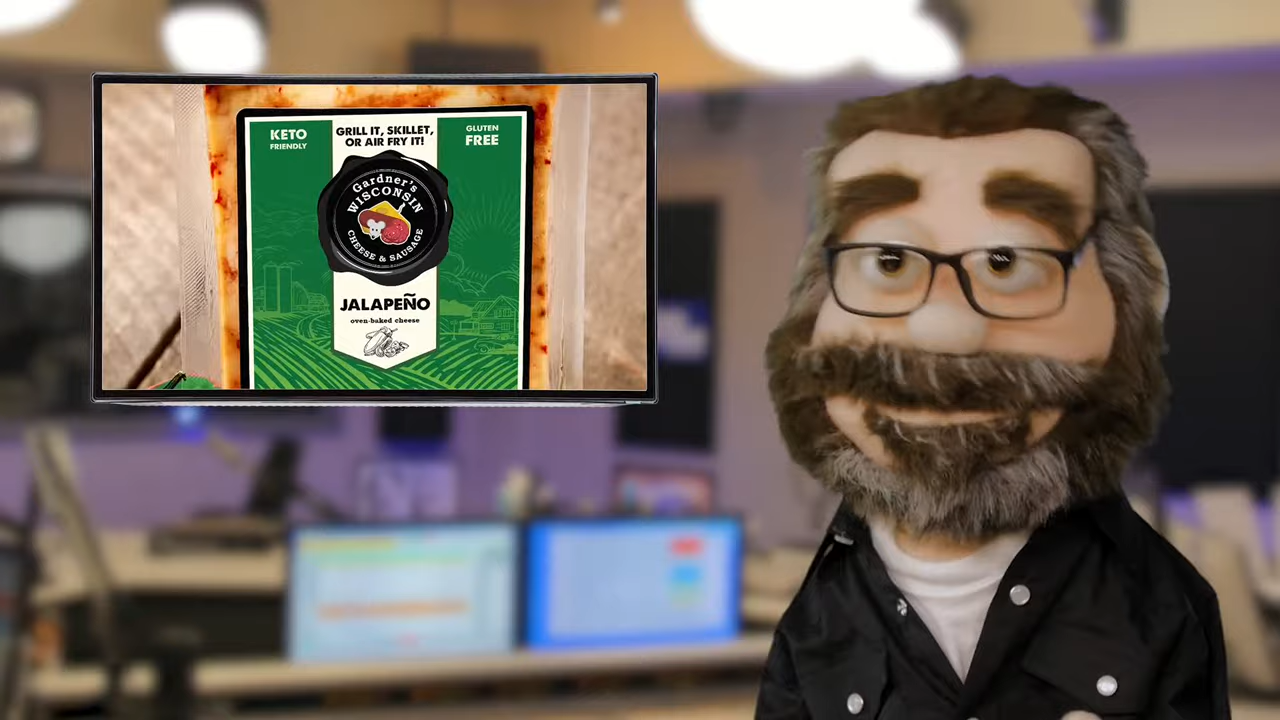 KETO
FRIENDLY
GRILL IT, SKILLET,
OR AIR FRY IT!
GLUTEN
FREE
Gardner's
WISCONSIN
CHEESE & SAUSAGE
JALAPEÑO
oven-baked cheese